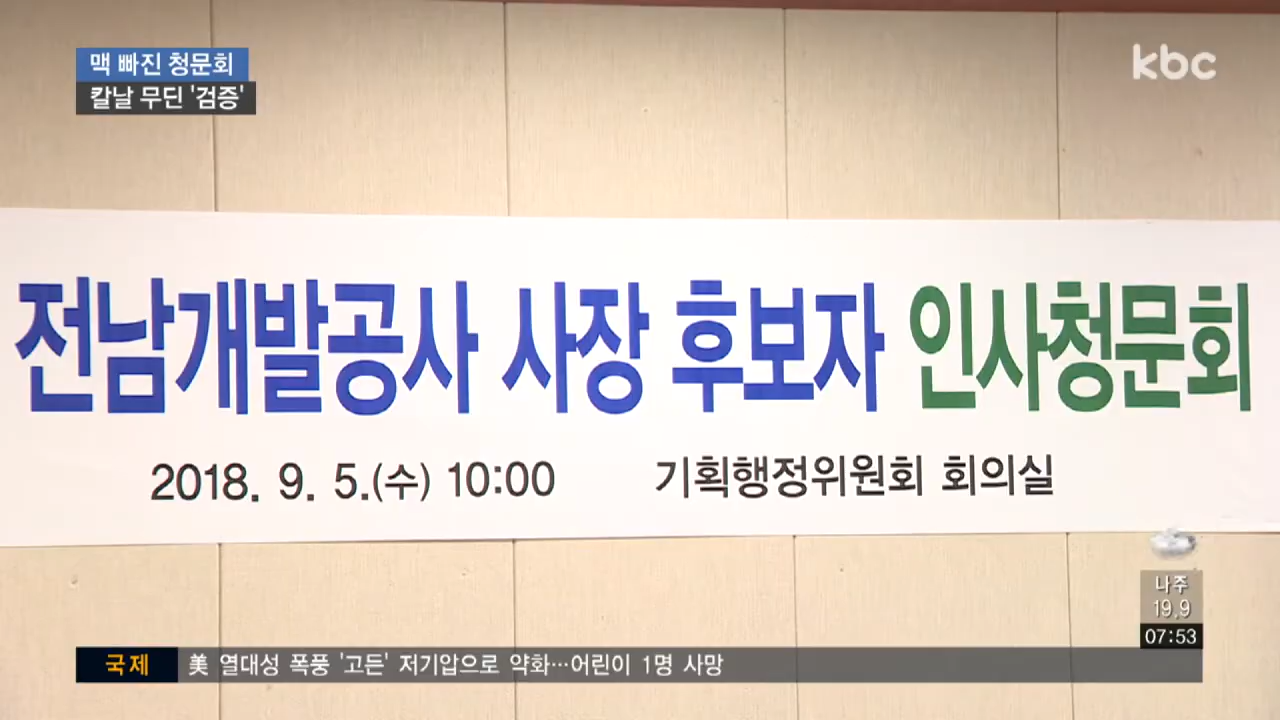 맥 빠진 청문회
칼날 무딘 '검증'
kbc
전남개발공사 사장 후보자 인사청문회
2018. 9. 5.(수) 10:00 기획행정위원회 회의실
나주
19.9
07:53
국제 美 열대성 폭풍 '고든' 저기압으로 약화…어린이 1명 사망